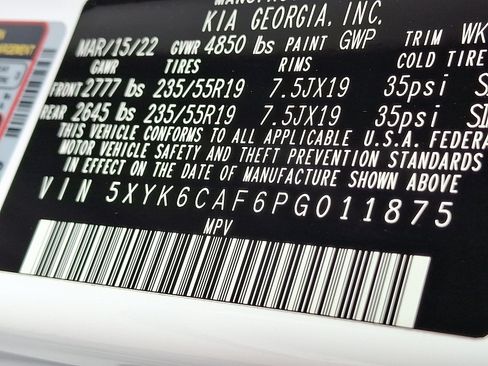 KIA GEORGIA, INC.
MAR/15/22 GVWR 4850 lbs PAINT GWP TRIM WK
GAWR TIRES RIMS COLD TIRE
FRONT 2777 lbs 235/55R19 7.5JX19 35psi
REAR 2645 lbs 235/55R19 7.5JX19 35psi
THIS VEHICLE CONFORMS TO ALL APPLICABLE U.S.A. FEDERA
MOTOR VEHICLE SAFETY AND THEFT PREVENTION STANDARDS
IN EFFECT ON THE DATE OF MANUFACTURE SHOWN ABOVE
VIN 5XYK6CAF6PG011875
MPV